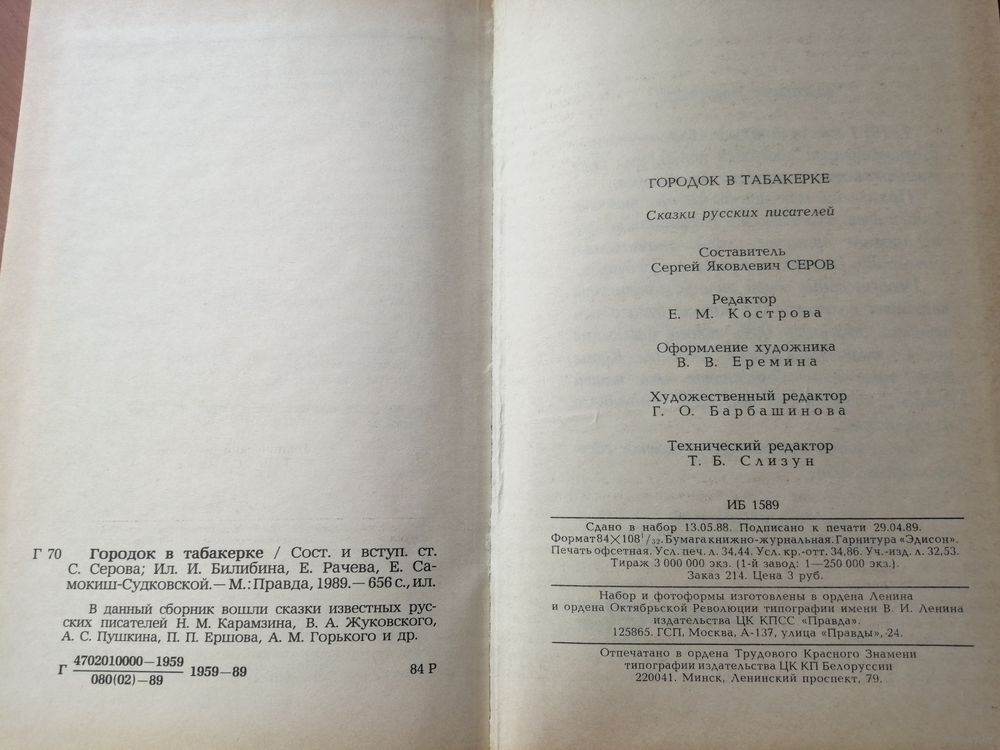 Г 70 Городок в табакерке / Сост. и вступ. ст.
С. Серова; Ил. И. Билибина, Е. Рачева, Е. Са-
мокиш-Судковской.— М.: Правда, 1989.— 656 с., ил.
В данный сборник вошли сказки известных рус-
ских писателей Н. М. Карамзина, В. А. Жуковского,
А. С. Пушкина, П. П. Ершова, А. М. Горького и др.
Г 4702010000—1959 / 080(02)—89 1959—89 84 Р
ГОРОДОК В ТАБАКЕРКЕ
Сказки русских писателей
Составитель
Сергей Яковлевич СЕРОВ
Редактор
Е. М. Кострова
Оформление художника
В. В. Еремина
Художественный редактор
Г. О. Барбашинова
Технический редактор
Т. Б. Слизун
ИБ 1589
Сдано в набор 13.05.88. Подписано к печати 29.04.89.
Формат 84×108 1/32. Бумага книжно-журнальная. Гарнитура «Эдисон».
Печать офсетная. Усл. печ. л. 34,44. Усл. кр.-отт. 34,86. Уч.-изд. л. 32,53.
Тираж 3 000 000 экз. (1-й завод: 1—250 000 экз.).
Заказ 214. Цена 3 руб.
Набор и фотоформы изготовлены в ордена Ленина
и ордена Октябрьской Революции типографии имени В. И. Ленина
издательства ЦК КПСС «Правда».
125865. ГСП, Москва, А-137, улица «Правды», 24.
Отпечатано в ордена Трудового Красного Знамени
типографии издательства ЦК КП Белоруссии
220041. Минск, Ленинский проспект, 79.